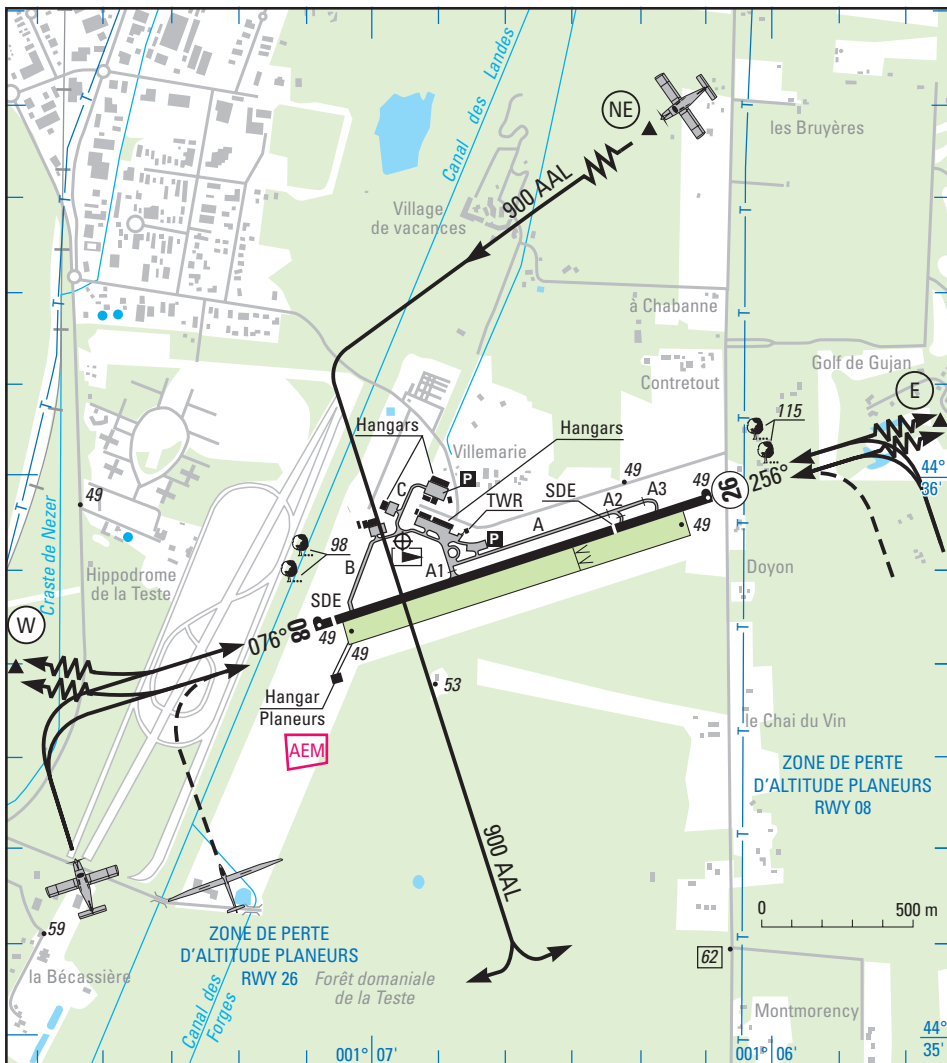 Canal des Landes
NE
les Bruyères
900 AAL
Village
de vacances
à Chabanne
Golf de Gujan
Contretout
E
115
Hangars
Villemarie
Hangars
44°
36'
49
P
49
49
26
256°
C
TWR
SDE
A2
A3
A
P
49
98
Craste de Nezer
Hippodrome
de la Teste
B
A1
Doyon
SDE
W
076°
08
49
49
53
Hangar
Planeurs
le Chai du Vin
AEM
ZONE DE PERTE
D'ALTITUDE PLANEURS
RWY 08
900 AAL
0
500 m
59
ZONE DE PERTE
D'ALTITUDE PLANEURS
RWY 26
62
la Bécassière
Forêt domaniale
de la Teste
Canal des
Forges
Montmorency
44°
35'
001° 07'
001° 06'
T
T
T
T
T
T
T
T
T
T
T
T